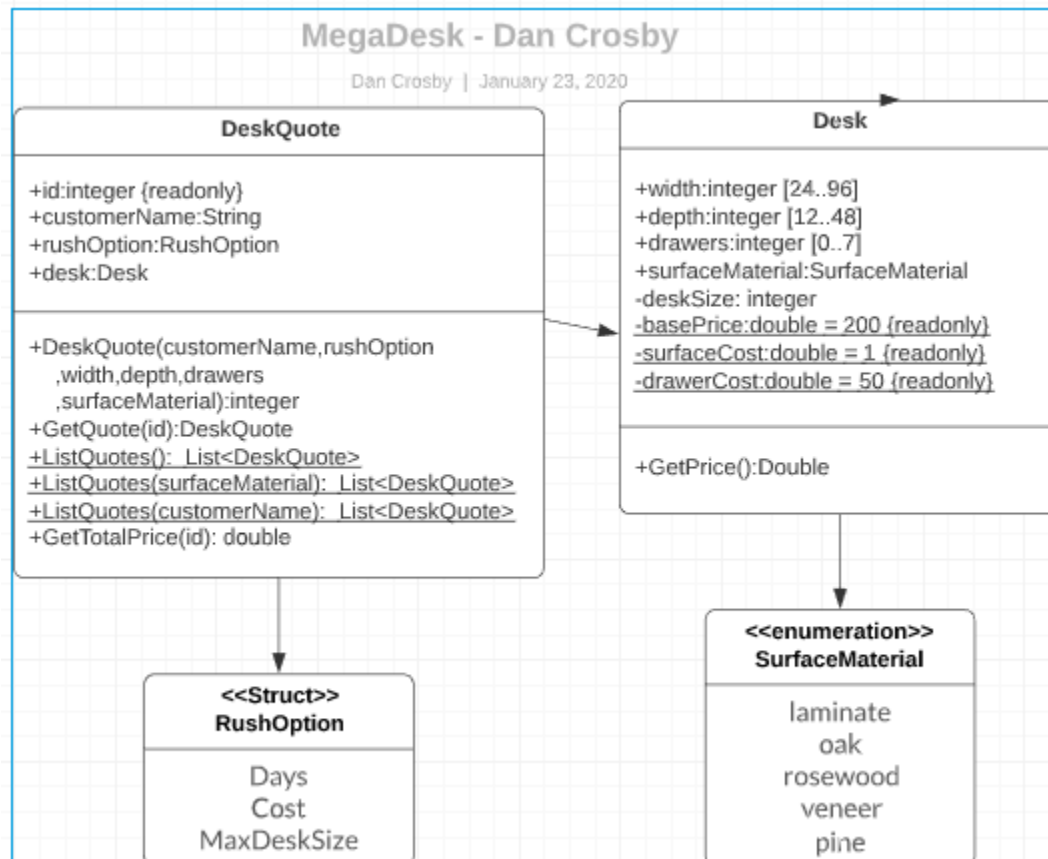 MegaDesk - Dan Crosby
Dan Crosby | January 23, 2020
DeskQuote
+id:integer {readonly}
+customerName:String
+rushOption:RushOption
+desk:Desk
+DeskQuote(customerName,rushOption
,width,depth,drawers
,surfaceMaterial):integer
+GetQuote(id):DeskQuote
+ListQuotes():  List<DeskQuote>
+ListQuotes(surfaceMaterial):  List<DeskQuote>
+ListQuotes(customerName):  List<DeskQuote>
+GetTotalPrice(id): double
Desk
+width:integer [24..96]
+depth:integer [12..48]
+drawers:integer [0..7]
+surfaceMaterial:SurfaceMaterial
-deskSize: integer
-basePrice:double = 200 {readonly}
-surfaceCost:double = 1 {readonly}
-drawerCost:double = 50 {readonly}
+GetPrice():Double
<<Struct>>
RushOption
Days
Cost
MaxDeskSize
<<enumeration>>
SurfaceMaterial
laminate
oak
rosewood
veneer
pine